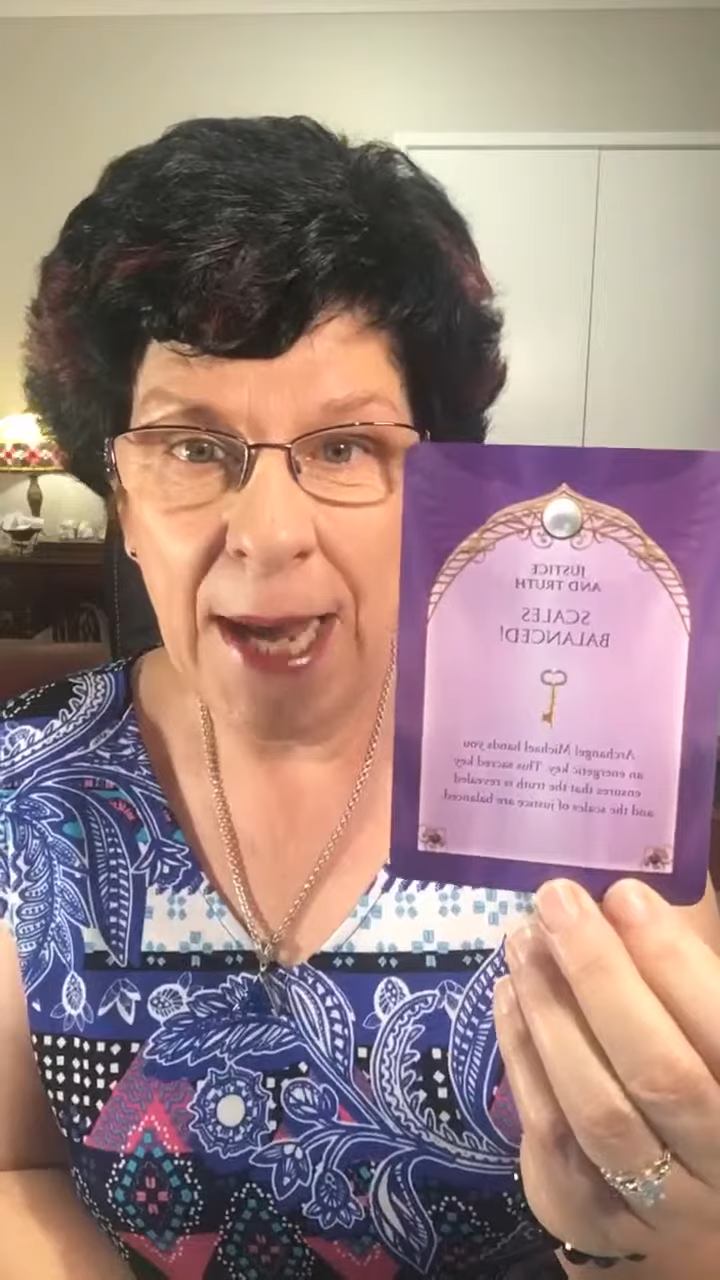 JUSTICE
AND TRUTH
SCALES
BALANCED!
Archangel Michael hands you
an energetic key. This sacred key
ensures that the truth is revealed
and the scales of justice are balanced.